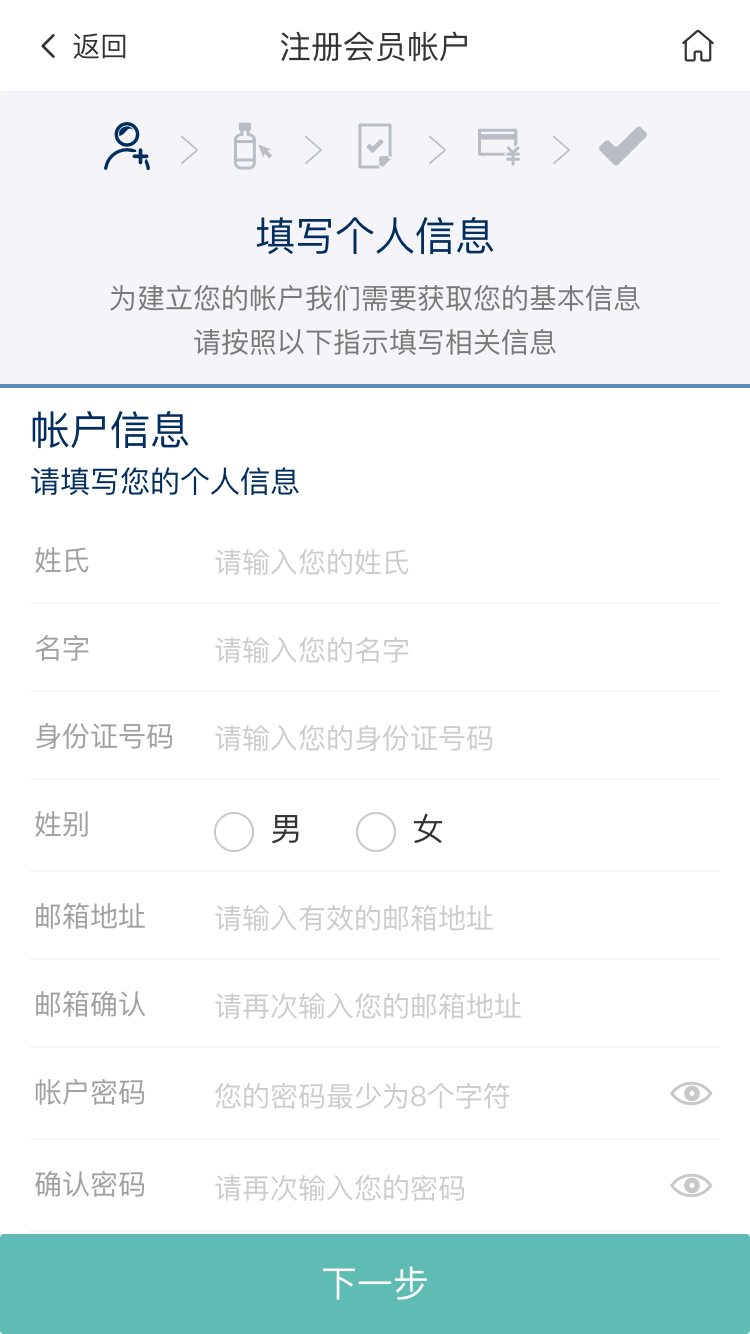 返回
注册会员帐户
填写个人信息
为建立您的帐户我们需要获取您的基本信息
请按照以下指示填写相关信息
帐户信息
请填写您的个人信息
姓氏 请输入您的姓氏
名字 请输入您的名字
身份证号码 请输入您的身份证号码
姓别 男 女
邮箱地址 请输入有效的邮箱地址
邮箱确认 请再次输入您的邮箱地址
帐户密码 您的密码最少为8个字符
确认密码 请再次输入您的密码
下一步